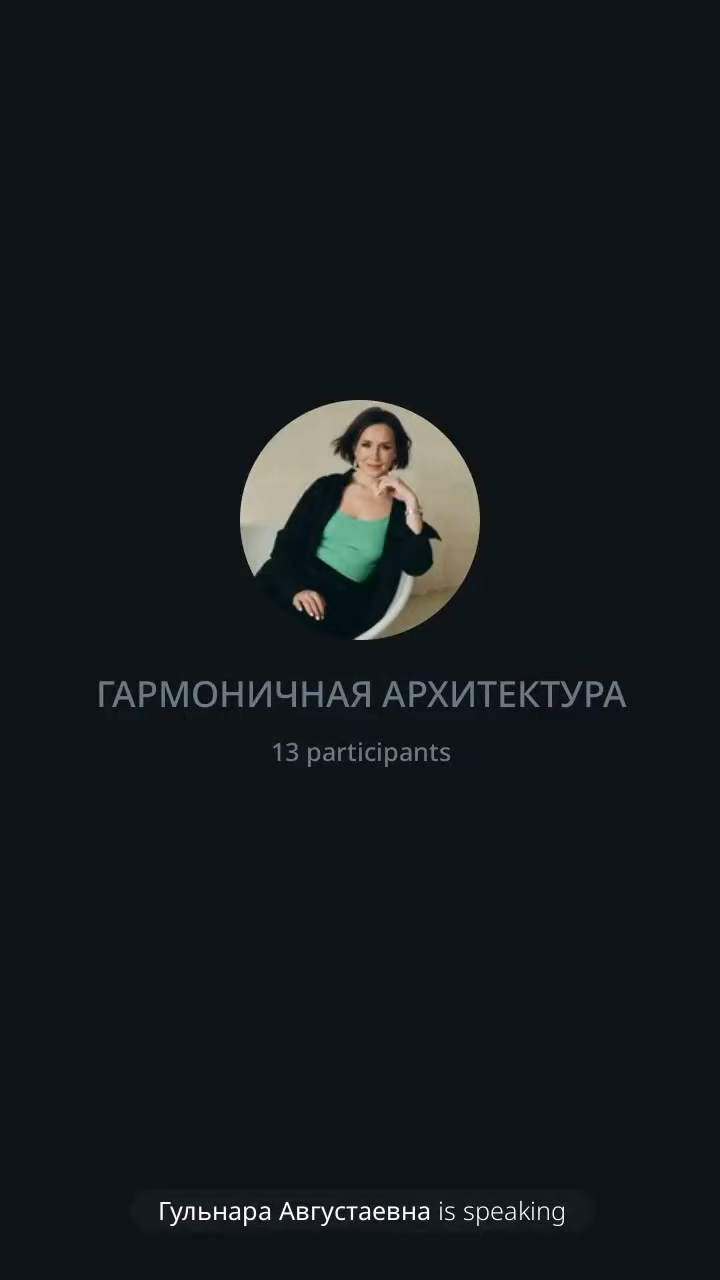 ГАРМОНИЧНАЯ АРХИТЕКТУРА
13 participants
Гульнара Августаевна is speaking